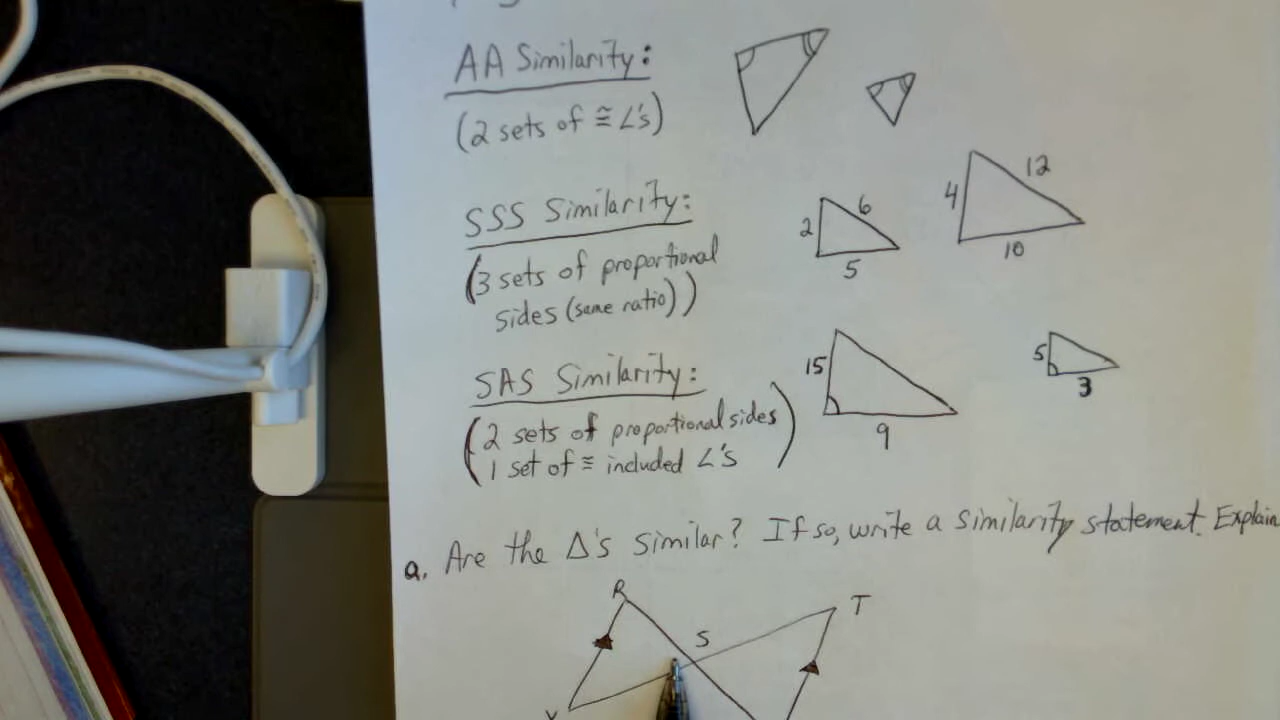 AA Similarity:
(2 sets of ≅ ∠'s)
SSS Similarity:
(3 sets of proportional
sides (same ratio))
2 6 5
4 12 10
SAS Similarity:
(2 sets of proportional sides
1 set of ≅ included ∠'s)
15 9
5 3
a. Are the Δ's similar? If so, write a similarity statement. Explain
R T
S